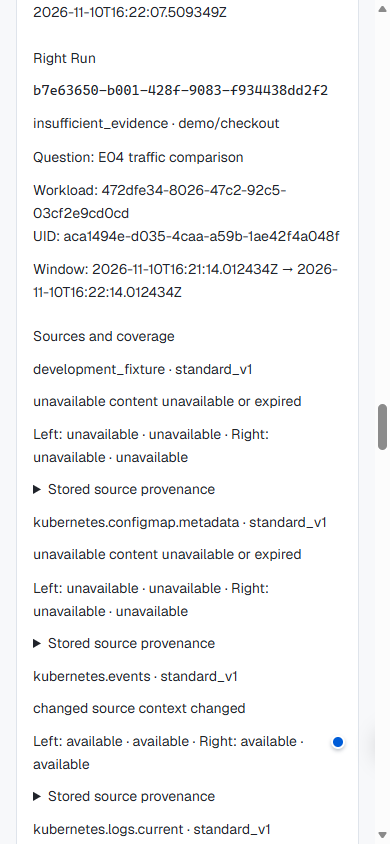 2026-11-10T16:22:07.509349Z
Right Run
b7e63650-b001-428f-9083-f934438dd2f2
insufficient_evidence · demo/checkout
Question: E04 traffic comparison
Workload: 472dfe34-8026-47c2-92c5-
03cf2e9cd0cd
UID: aca1494e-d035-4caa-a59b-1ae42f4a048f
Window: 2026-11-10T16:21:14.012434Z → 2026-
11-10T16:22:14.012434Z
Sources and coverage
development_fixture · standard_v1
unavailable content unavailable or expired
Left: unavailable · unavailable · Right:
unavailable · unavailable
▶ Stored source provenance
kubernetes.configmap.metadata · standard_v1
unavailable content unavailable or expired
Left: unavailable · unavailable · Right:
unavailable · unavailable
▶ Stored source provenance
kubernetes.events · standard_v1
changed source context changed
Left: available · available · Right: available ·
available
▶ Stored source provenance
kubernetes.logs.current · standard_v1